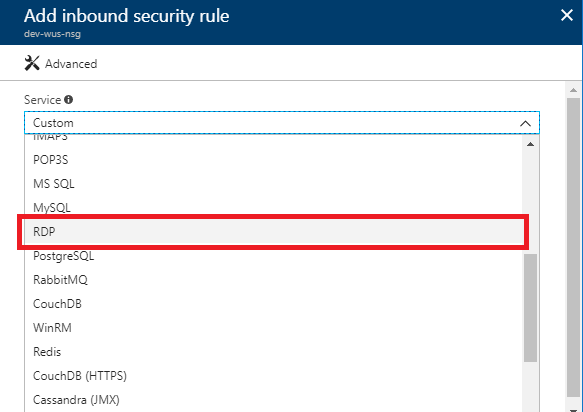 Add inbound security rule
dev-wus-nsg
Advanced
Service
Custom
IMAPS
POP3S
MS SQL
MySQL
RDP
PostgreSQL
RabbitMQ
CouchDB
WinRM
Redis
CouchDB (HTTPS)
Cassandra (JMX)